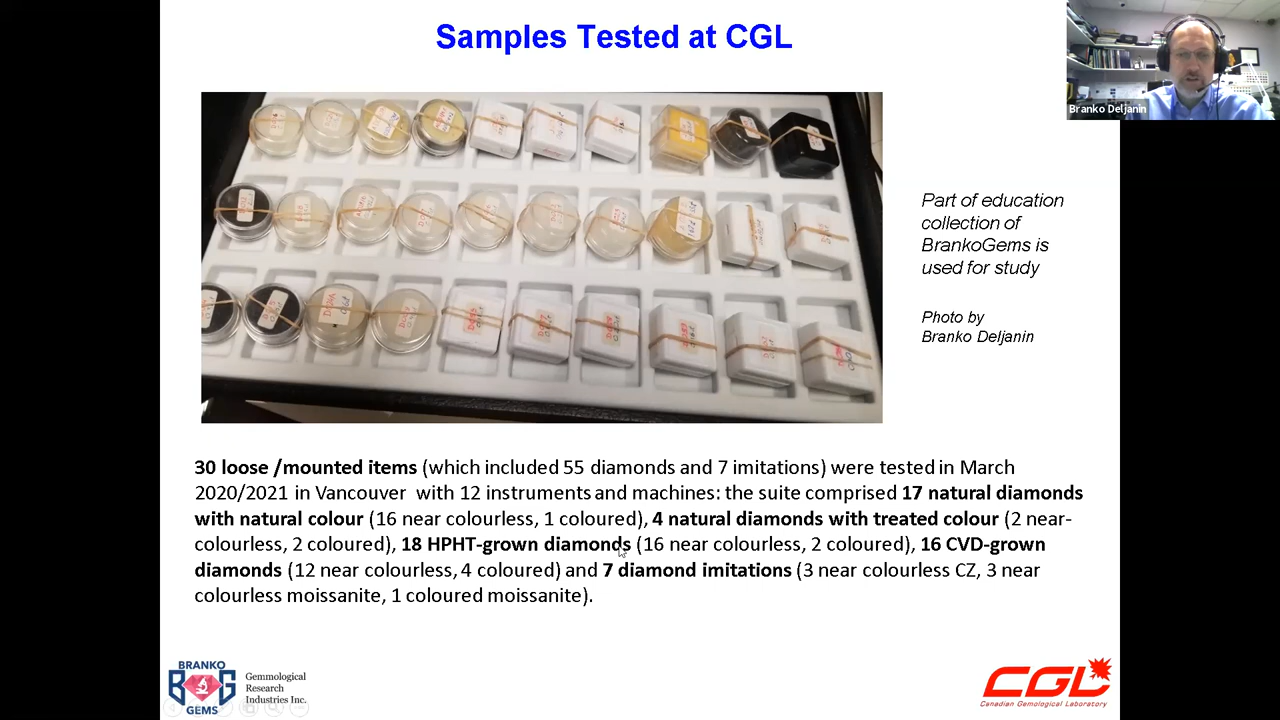 Samples Tested at CGL
Branko Deljanin
Part of education
collection of
BrankoGems is
used for study
Photo by
Branko Deljanin
30 loose /mounted items (which included 55 diamonds and 7 imitations) were tested in March
2020/2021 in Vancouver with 12 instruments and machines: the suite comprised 17 natural diamonds
with natural colour (16 near colourless, 1 coloured), 4 natural diamonds with treated colour (2 near-
colourless, 2 coloured), 18 HPHT-grown diamonds (16 near colourless, 2 coloured), 16 CVD-grown
diamonds (12 near colourless, 4 coloured) and 7 diamond imitations (3 near colourless CZ, 3 near
colourless moissanite, 1 coloured moissanite).
BRANKO
GEMS
Gemmological
Research
Industries Inc.
CGL
Canadian Gemological Laboratory